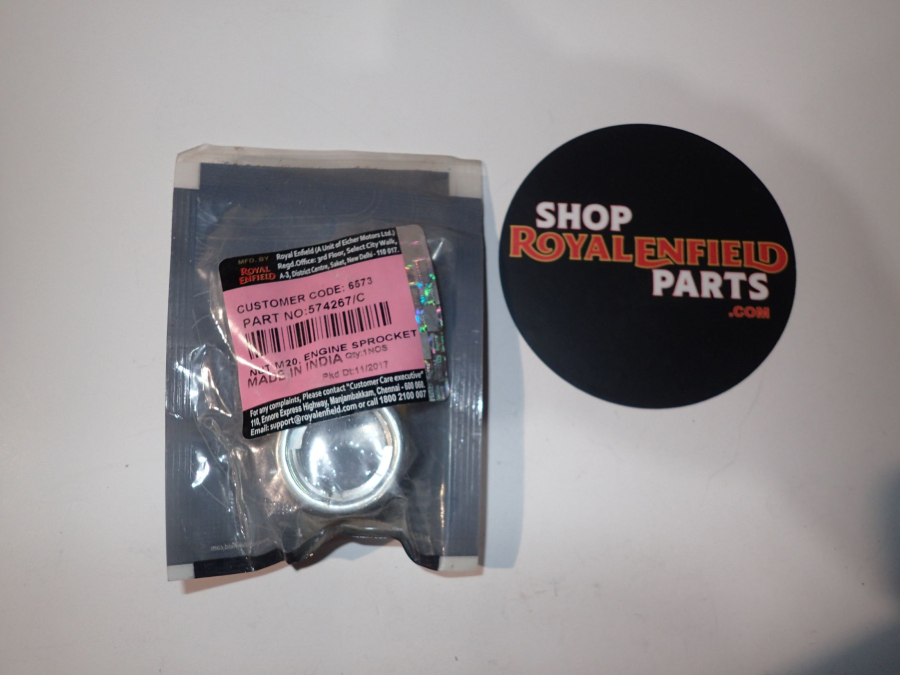 MFG. BY
ROYAL
ENFIELD
Royal Enfield (A Unit of Eicher Motors Ltd.)
Regd.Office: 3rd Floor, Select City Walk,
A-3, District Centre, Saket, New Delhi - 110 017.
CUSTOMER CODE: 6573
PART NO:574267/C
NUT M20, ENGINE SPROCKET
MADE IN INDIA Qty:1NOS
Pkd Dt:11/2017
For any complaints, Please contact "Customer Care executive"
110, Ennore Express Highway, Manjambakkam, Chennai - 600 068.
Email: support@royalenfield.com or call 1800 2100 007
SHOP
ROYALENFIELD
PARTS
.COM